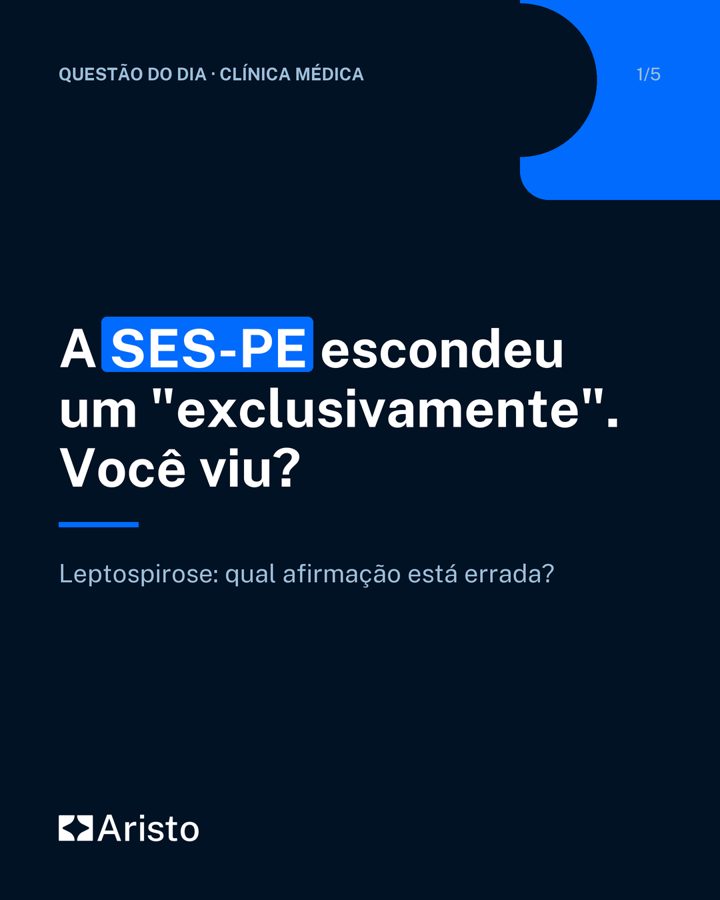 QUESTÃO DO DIA · CLÍNICA MÉDICA
1/5
A SES-PE escondeu
um "exclusivamente".
Você viu?
Leptospirose: qual afirmação está errada?
Aristo